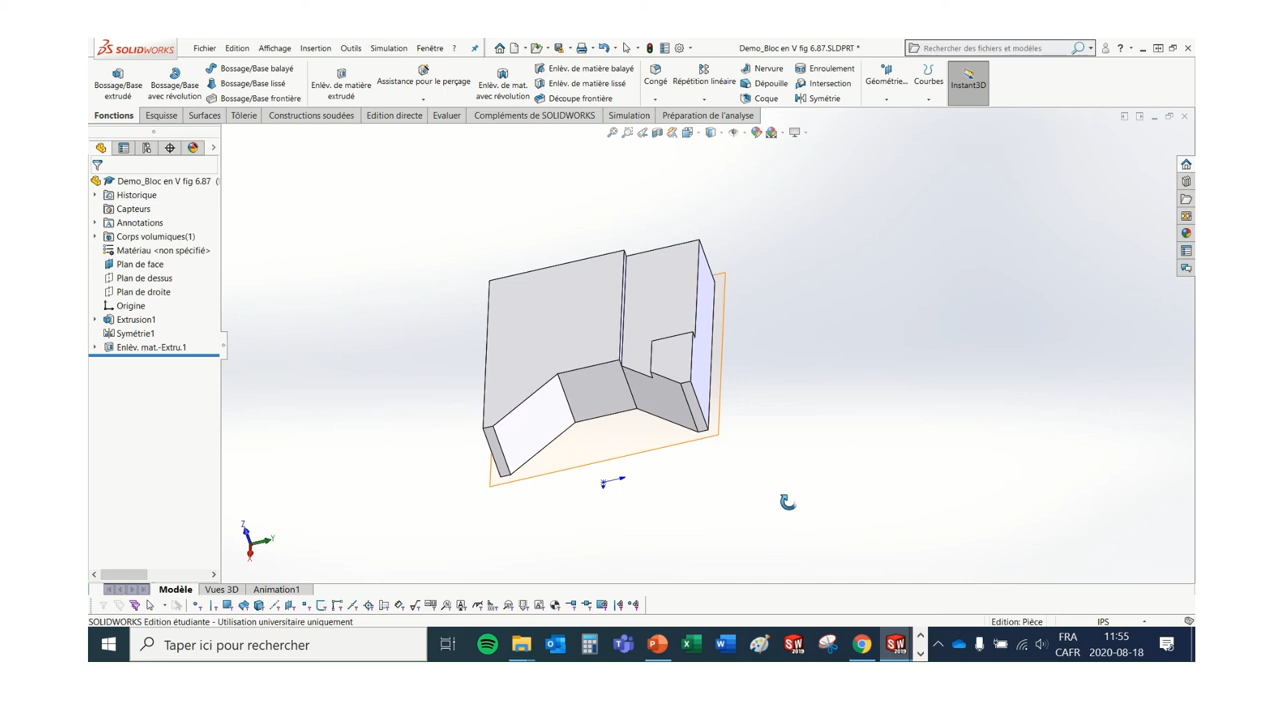 SOLIDWORKS Fichier Edition Affichage Insertion Outils Simulation Fenêtre ? Demo_Bloc en V fig 6.87.SLDPRT * Rechercher des fichiers et modèles ?
Bossage/Base extrudé
Bossage/Base avec révolution
Bossage/Base balayé
Bossage/Base lissé
Bossage/Base frontière
Enlèv. de matière extrudé
Assistance pour le perçage
Enlèv. de mat. avec révolution
Enlèv. de matière balayé
Enlèv. de matière lissé
Découpe frontière
Congé
Répétition linéaire
Nervure
Dépouille
Coque
Enroulement
Intersection
Symétrie
Géométrie...
Courbes
Instant3D
Fonctions Esquisse Surfaces Tôlerie Constructions soudées Edition directe Evaluer Compléments de SOLIDWORKS Simulation Préparation de l'analyse
Demo_Bloc en V fig 6.87 (
Historique
Capteurs
Annotations
Corps volumiques(1)
Matériau <non spécifié>
Plan de face
Plan de dessus
Plan de droite
Origine
Extrusion1
Symétrie1
Enlèv. mat.-Extru.1
Z
Y
X
Modèle Vues 3D Animation1
SOLIDWORKS Edition étudiante - Utilisation universitaire uniquement Edition: Pièce IPS
Taper ici pour rechercher
FRA 11:55
CAFR 2020-08-18